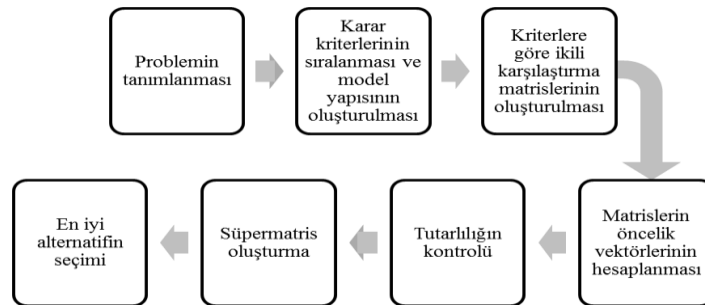 Problemin
tanımlanması
Karar
kriterlerinin
sıralanması ve
model
yapısının
oluşturulması
Kriterlere
göre ikili
karşılaştırma
matrislerinin
oluşturulması
Matrislerin
öncelik
vektörlerinin
hesaplanması
Tutarlılığın
kontrolü
Süpermatris
oluşturma
En iyi
alternatifin
seçimi